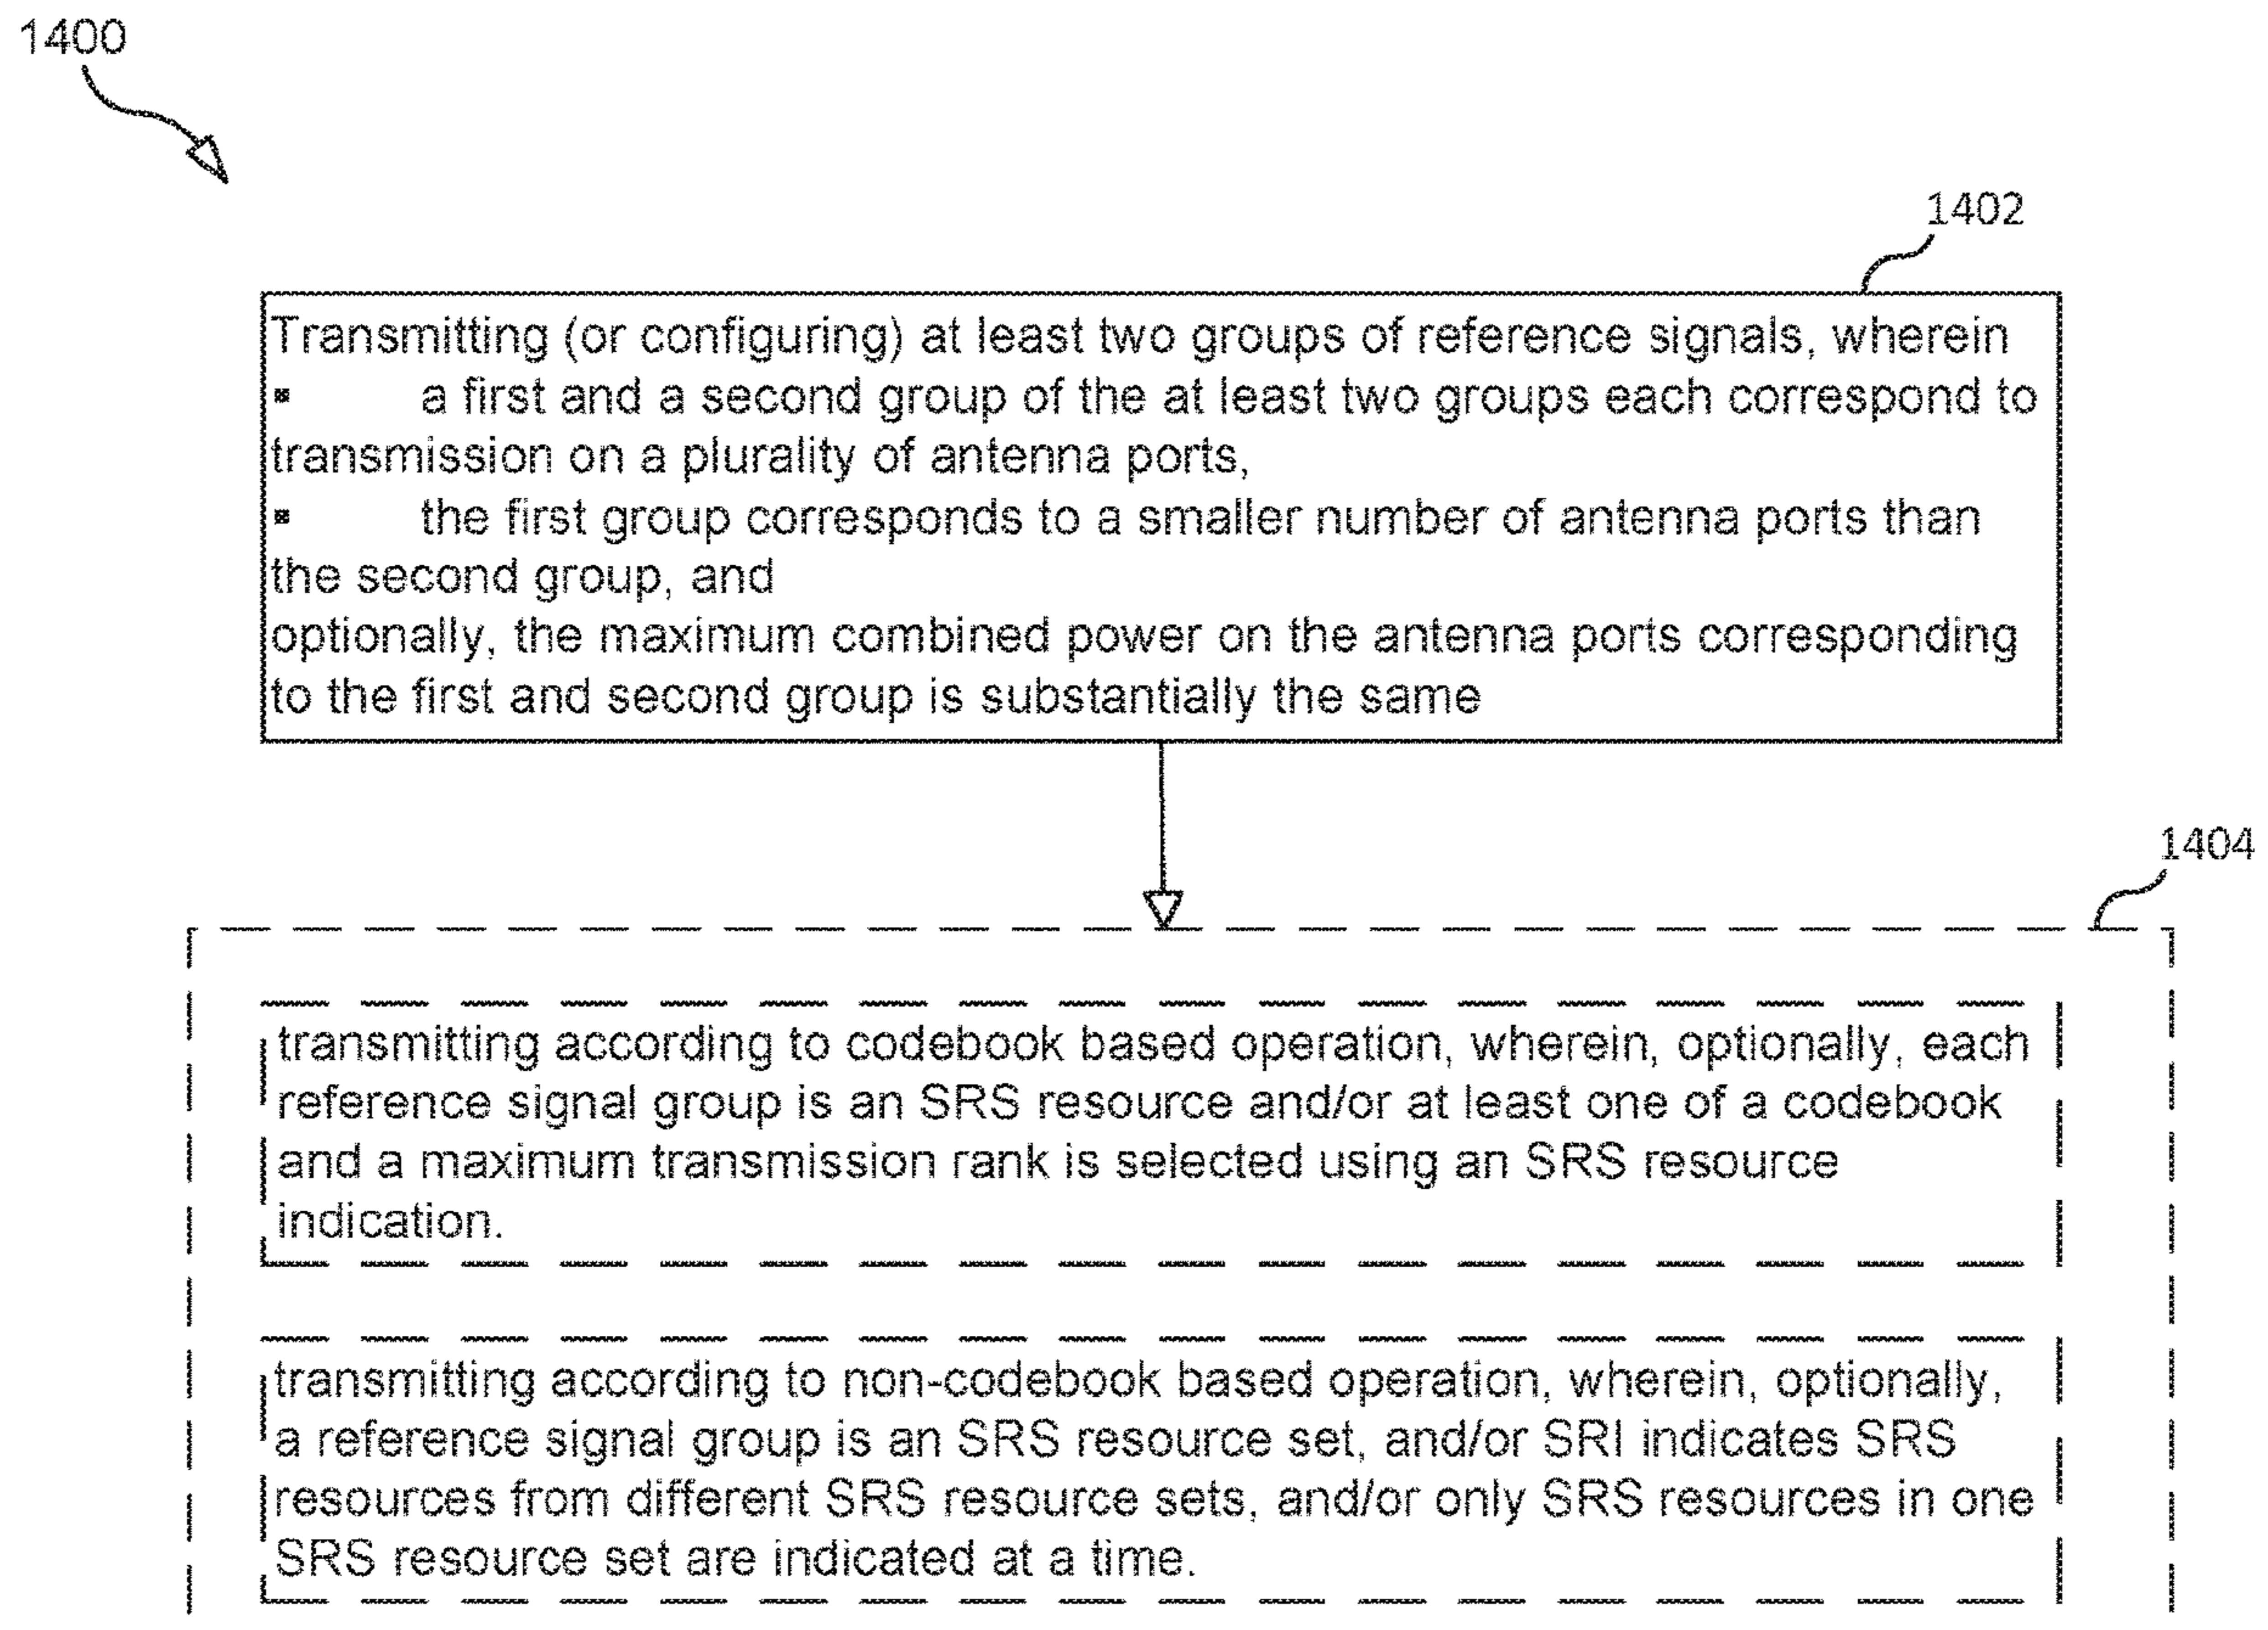 1400
1402
Transmitting (or configuring) at least two groups of reference signals, wherein
▪ a first and a second group of the at least two groups each correspond to
transmission on a plurality of antenna ports,
▪ the first group corresponds to a smaller number of antenna ports than
the second group, and
optionally, the maximum combined power on the antenna ports corresponding
to the first and second group is substantially the same
1404
transmitting according to codebook based operation, wherein, optionally, each
reference signal group is an SRS resource and/or at least one of a codebook
and a maximum transmission rank is selected using an SRS resource
indication.
transmitting according to non-codebook based operation, wherein, optionally,
a reference signal group is an SRS resource set, and/or SRI indicates SRS
resources from different SRS resource sets, and/or only SRS resources in one
SRS resource set are indicated at a time.